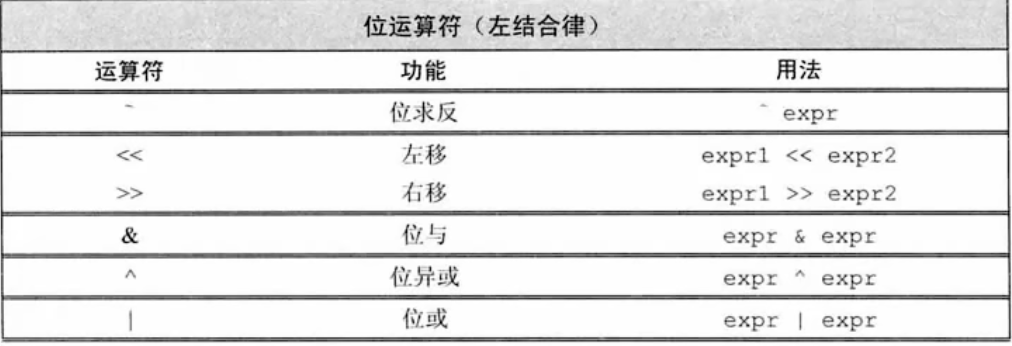 位运算符（左结合律）
运算符 功能 用法
~ 位求反 ~ expr
<< 左移 expr1 << expr2
>> 右移 expr1 >> expr2
& 位与 expr & expr
^ 位异或 expr ^ expr
| 位或 expr | expr